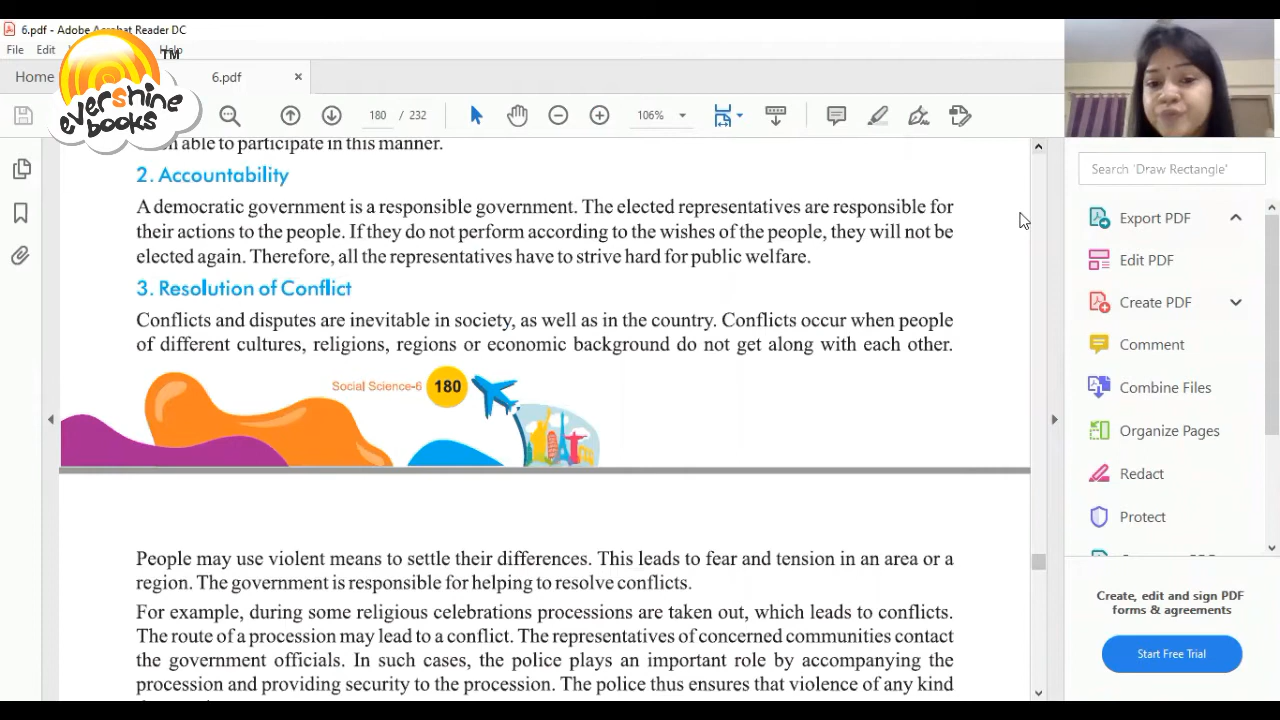 6.pdf - Adobe Acrobat Reader DC
File Edit Help
Home
6.pdf
TM
evershine
e books
180 / 232
106%
able to participate in this manner.
2. Accountability
A democratic government is a responsible government. The elected representatives are responsible for
their actions to the people. If they do not perform according to the wishes of the people, they will not be
elected again. Therefore, all the representatives have to strive hard for public welfare.
3. Resolution of Conflict
Conflicts and disputes are inevitable in society, as well as in the country. Conflicts occur when people
of different cultures, religions, regions or economic background do not get along with each other.
Social Science-6 180
People may use violent means to settle their differences. This leads to fear and tension in an area or a
region. The government is responsible for helping to resolve conflicts.
For example, during some religious celebrations processions are taken out, which leads to conflicts.
The route of a procession may lead to a conflict. The representatives of concerned communities contact
the government officials. In such cases, the police plays an important role by accompanying the
procession and providing security to the procession. The police thus ensures that violence of any kind
Search 'Draw Rectangle'
Export PDF
Edit PDF
Create PDF
Comment
Combine Files
Organize Pages
Redact
Protect
Create, edit and sign PDF
forms & agreements
Start Free Trial